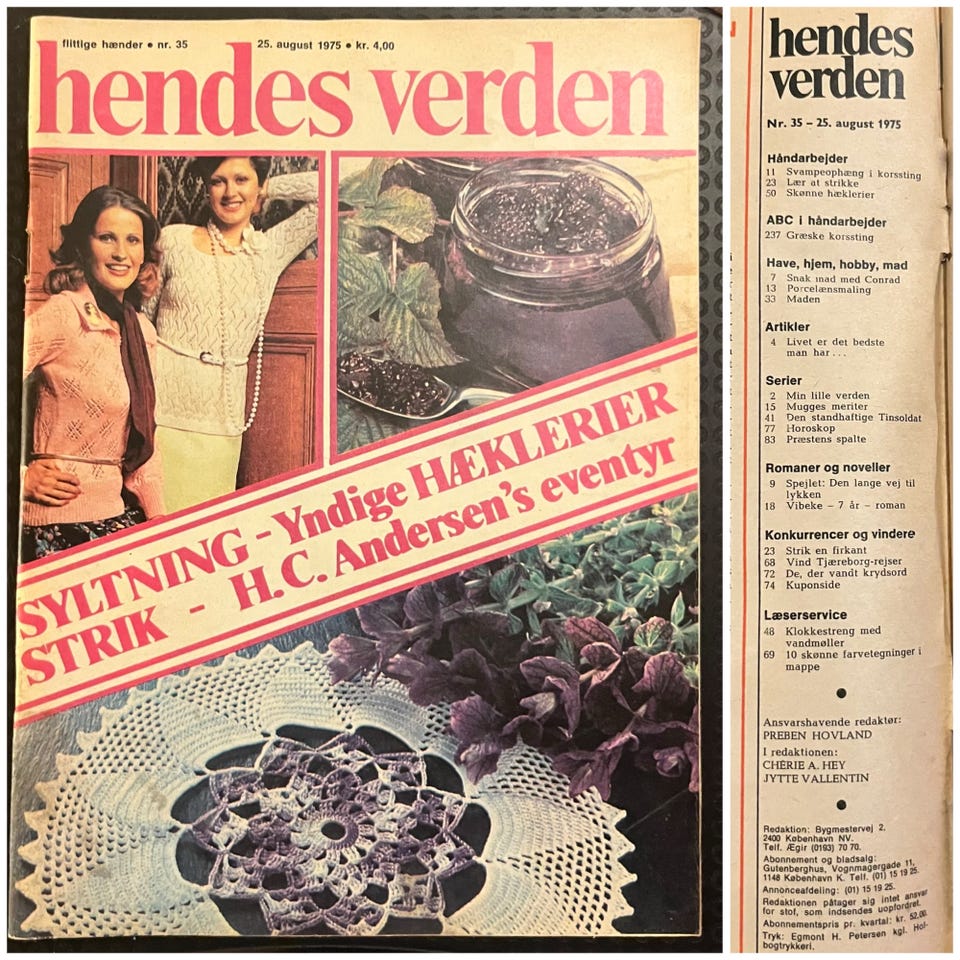 flittige hænder • nr. 35
25. august 1975 • kr. 4,00
hendes verden
SYLTNING - Yndige HÆKLERIER
STRIK - H.C. Andersen's eventyr
hendes
verden
Nr. 35 – 25. august 1975
Håndarbejder
11 Svampeophæng i korssting
23 Lær at strikke
50 Skønne hæklerier
ABC i håndarbejder
237 Græske korssting
Have, hjem, hobby, mad
7 Snak mad med Conrad
13 Porcelænsmaling
33 Maden
Artikler
4 Livet er det bedste
man har . . .
Serier
2 Min lille verden
15 Mugges meriter
41 Den standhaftige Tinsoldat
77 Horoskop
83 Præstens spalte
Romaner og noveller
9 Spejlet: Den lange vej til
lykken
18 Vibeke – 7 år – roman
Konkurrencer og vindere
23 Strik en firkant
68 Vind Tjæreborg-rejser
72 De, der vandt krydsord
74 Kuponside
Læserservice
48 Klokkestreng med
vandmøller
69 10 skønne farvetegninger i
mappe
Ansvarshavende redaktør:
PREBEN HOVLAND
I redaktionen:
CHÉRIE A. HEY
JYTTE VALLENTIN
Redaktion: Bygmestervej 2,
2400 København NV.
Telf. Ægir (0193) 70 70.
Abonnement og bladsalg:
Gutenberghus, Vognmagergade 11,
1148 København K. Telf. (01) 15 19 25.
Annonceafdeling: (01) 15 19 25.
Redaktionen påtager sig intet ansvar
for stof, som indsendes uopfordret.
Abonnementspris pr. kvartal: kr. 52,00.
Tryk: Egmont H. Petersen kgl. Hof-
bogtrykkeri.